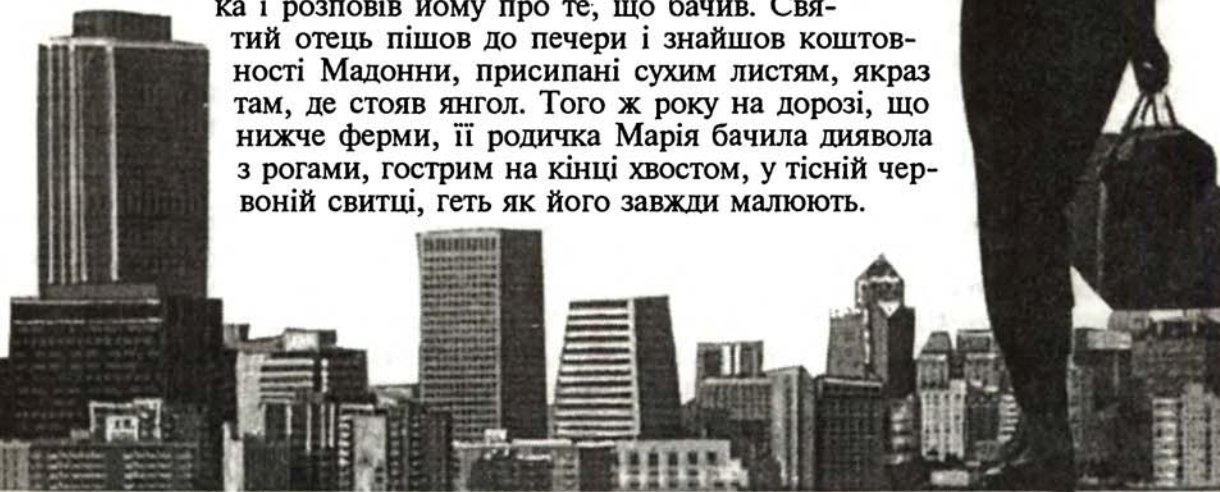 ка і розповів йому про те, що бачив. Свя-
тий отець пішов до печери і знайшов коштов-
ності Мадонни, присипані сухим листям, якраз
там, де стояв янгол. Того ж року на дорозі, що
нижче ферми, її родичка Марія бачила диявола
з рогами, гострим на кінці хвостом, у тісній чер-
воній свитці, геть як його завжди малюють.